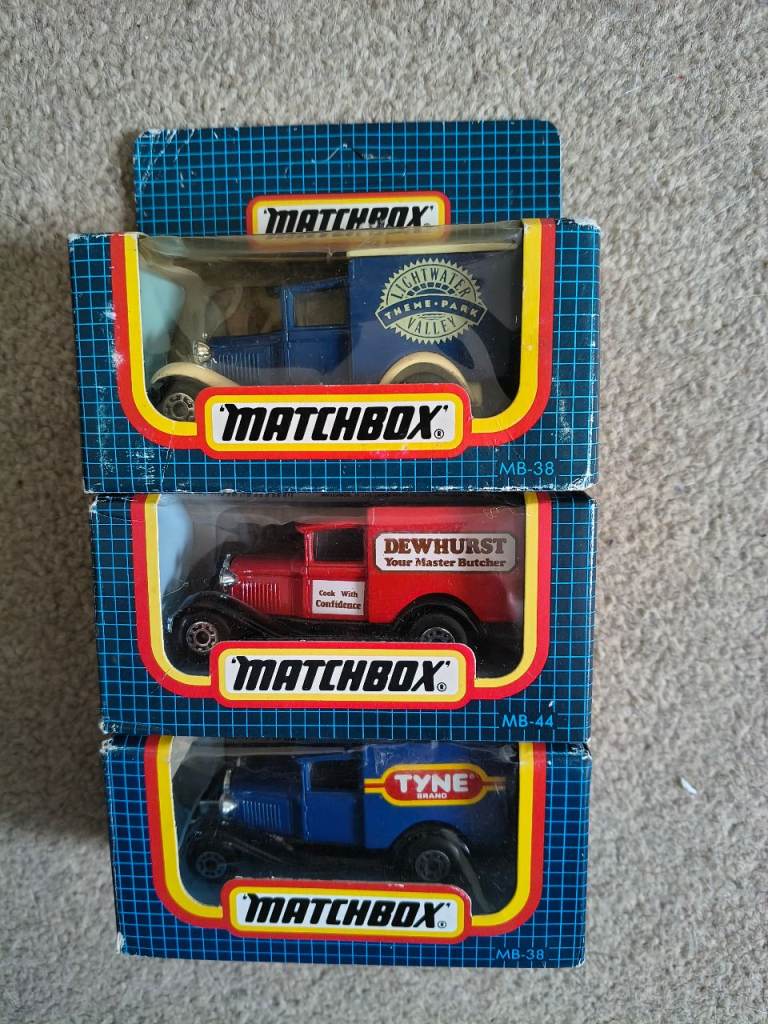 'MATCHBOX'
LIGHTWATER
THEME • PARK
VALLEY
'MATCHBOX'®
MB-38
DEWHURST
Your Master Butcher
Cook With
Confidence
'MATCHBOX'®
MB-44
TYNE®
BRAND
'MATCHBOX'®
MB-38